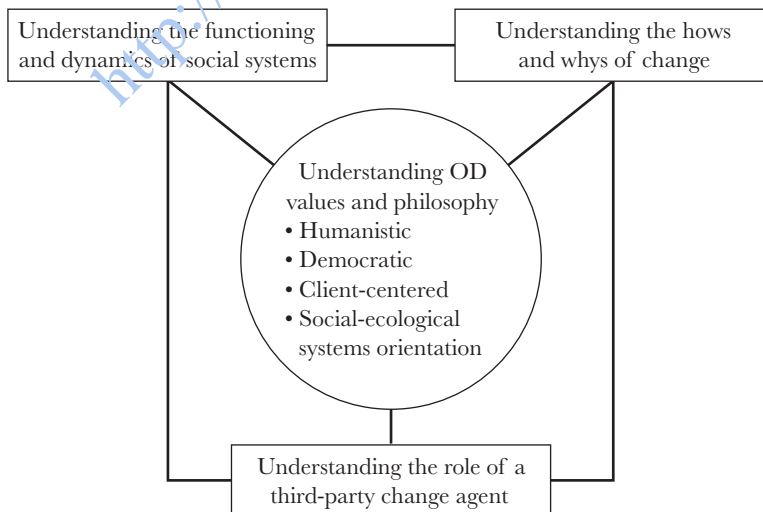 Understanding the functioning
and dynamics of social systems
Understanding the hows
and whys of change
http://
Understanding OD
values and philosophy
• Humanistic
• Democratic
• Client-centered
• Social-ecological
systems orientation
Understanding the role of a
third-party change agent